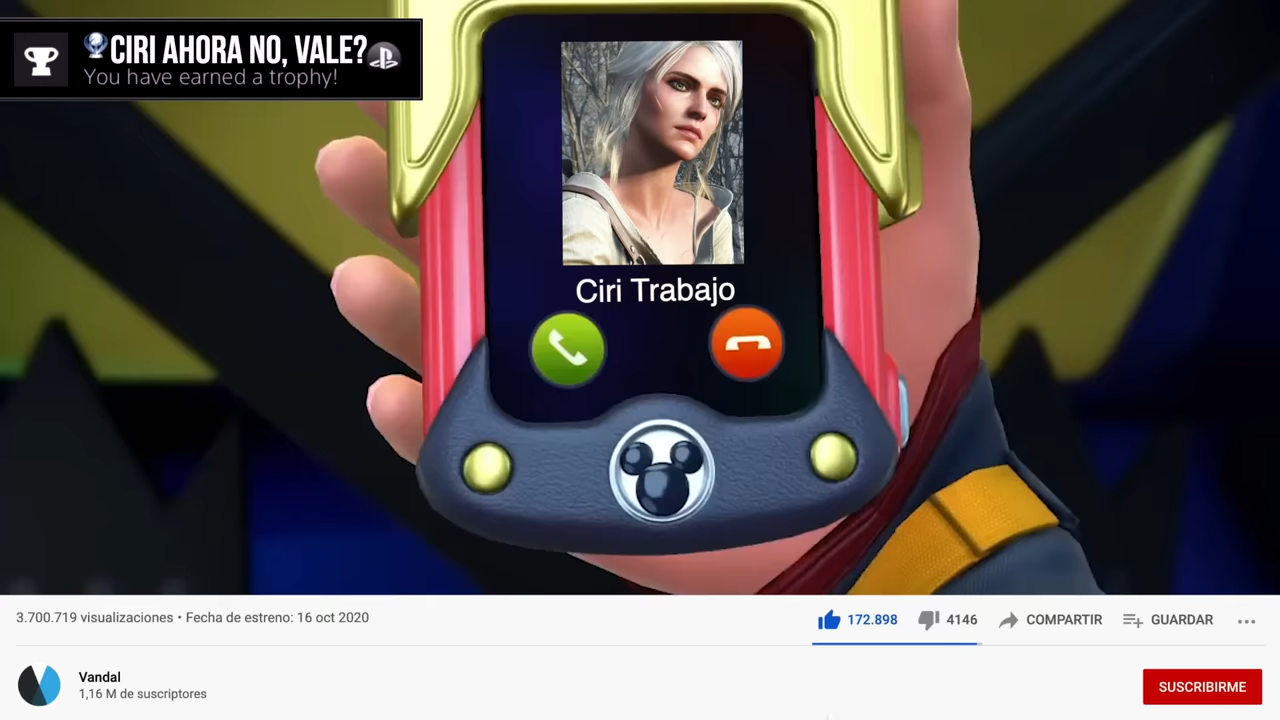 CIRI AHORA NO, VALE?
You have earned a trophy!
Ciri Trabajo
3.700.719 visualizaciones • Fecha de estreno: 16 oct 2020
172.898
4146
COMPARTIR
GUARDAR
Vandal
1,16 M de suscriptores
SUSCRIBIRME